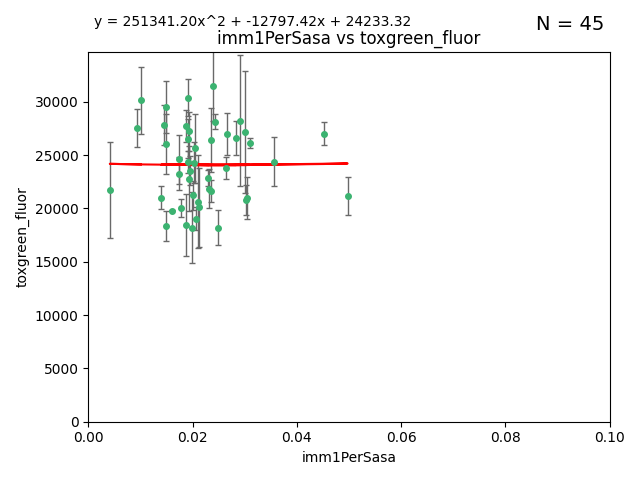 y = 251341.20x^2 + -12797.42x + 24233.32
N = 45
imm1PerSasa vs toxgreen_fluor
30000
25000
20000
15000
10000
5000
0
toxgreen_fluor
0.00
0.02
0.04
0.06
0.08
0.10
imm1PerSasa